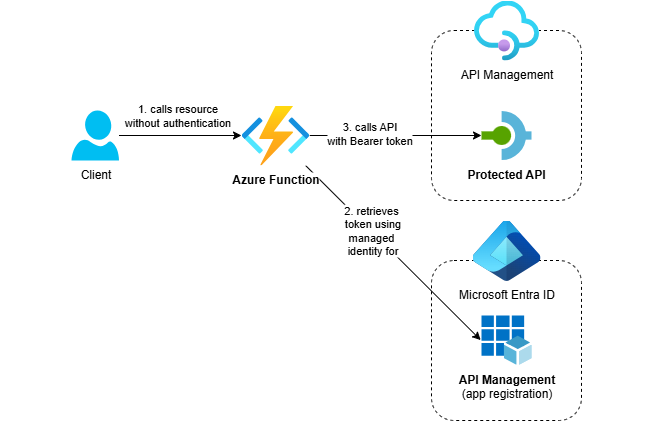 API Management
1. calls resource
without authentication
3. calls API
with Bearer token
Client
Azure Function
Protected API
2. retrieves
token using
managed
identity for
Microsoft Entra ID
API Management
(app registration)